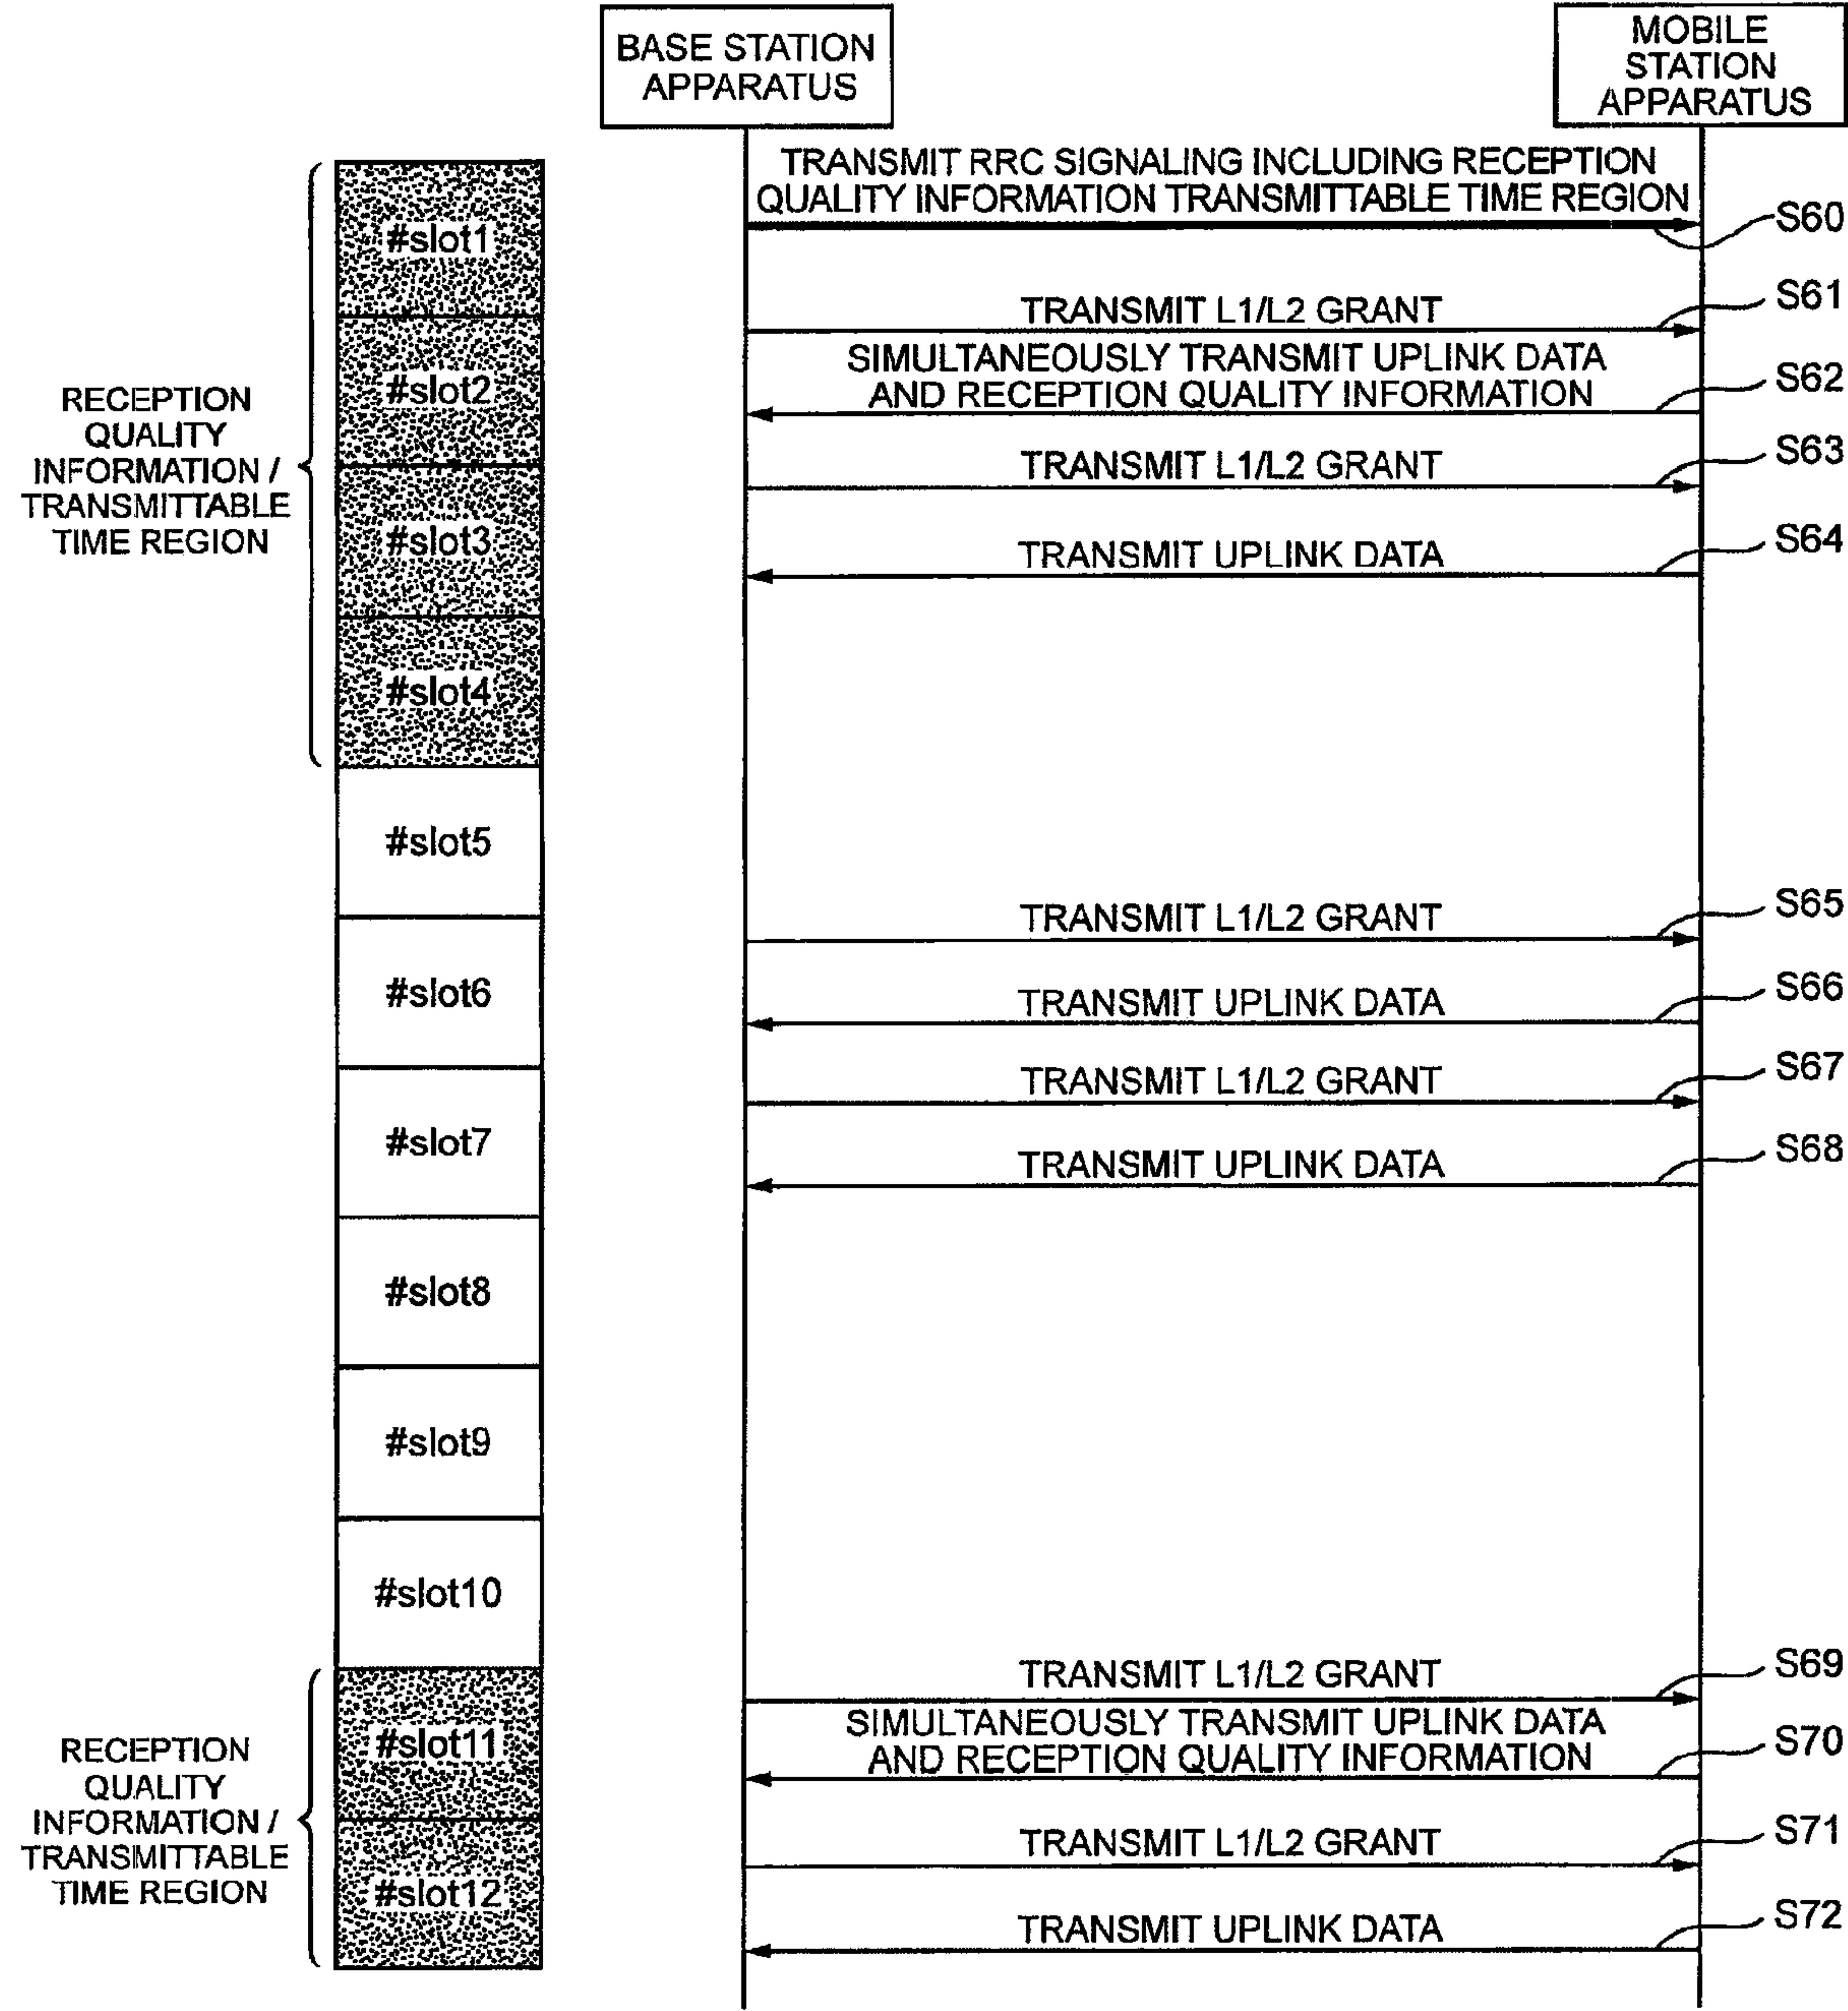 BASE STATION
APPARATUS
MOBILE
STATION
APPARATUS
TRANSMIT RRC SIGNALING INCLUDING RECEPTION
QUALITY INFORMATION TRANSMITTABLE TIME REGION
S60
#slot1
TRANSMIT L1/L2 GRANT
S61
SIMULTANEOUSLY TRANSMIT UPLINK DATA
AND RECEPTION QUALITY INFORMATION
S62
#slot2
RECEPTION
QUALITY
INFORMATION /
TRANSMITTABLE
TIME REGION
TRANSMIT L1/L2 GRANT
S63
#slot3
TRANSMIT UPLINK DATA
S64
#slot4
#slot5
TRANSMIT L1/L2 GRANT
S65
#slot6
TRANSMIT UPLINK DATA
S66
TRANSMIT L1/L2 GRANT
S67
#slot7
TRANSMIT UPLINK DATA
S68
#slot8
#slot9
#slot10
TRANSMIT L1/L2 GRANT
S69
SIMULTANEOUSLY TRANSMIT UPLINK DATA
AND RECEPTION QUALITY INFORMATION
S70
#slot11
RECEPTION
QUALITY
INFORMATION /
TRANSMITTABLE
TIME REGION
TRANSMIT L1/L2 GRANT
S71
#slot12
TRANSMIT UPLINK DATA
S72